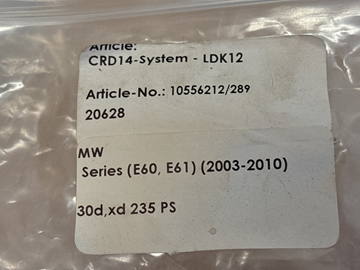 Article:
CRD14-System - LDK12
Article-No.: 10556212/289
20628
MW
Series (E60, E61) (2003-2010)
30d,xd 235 PS